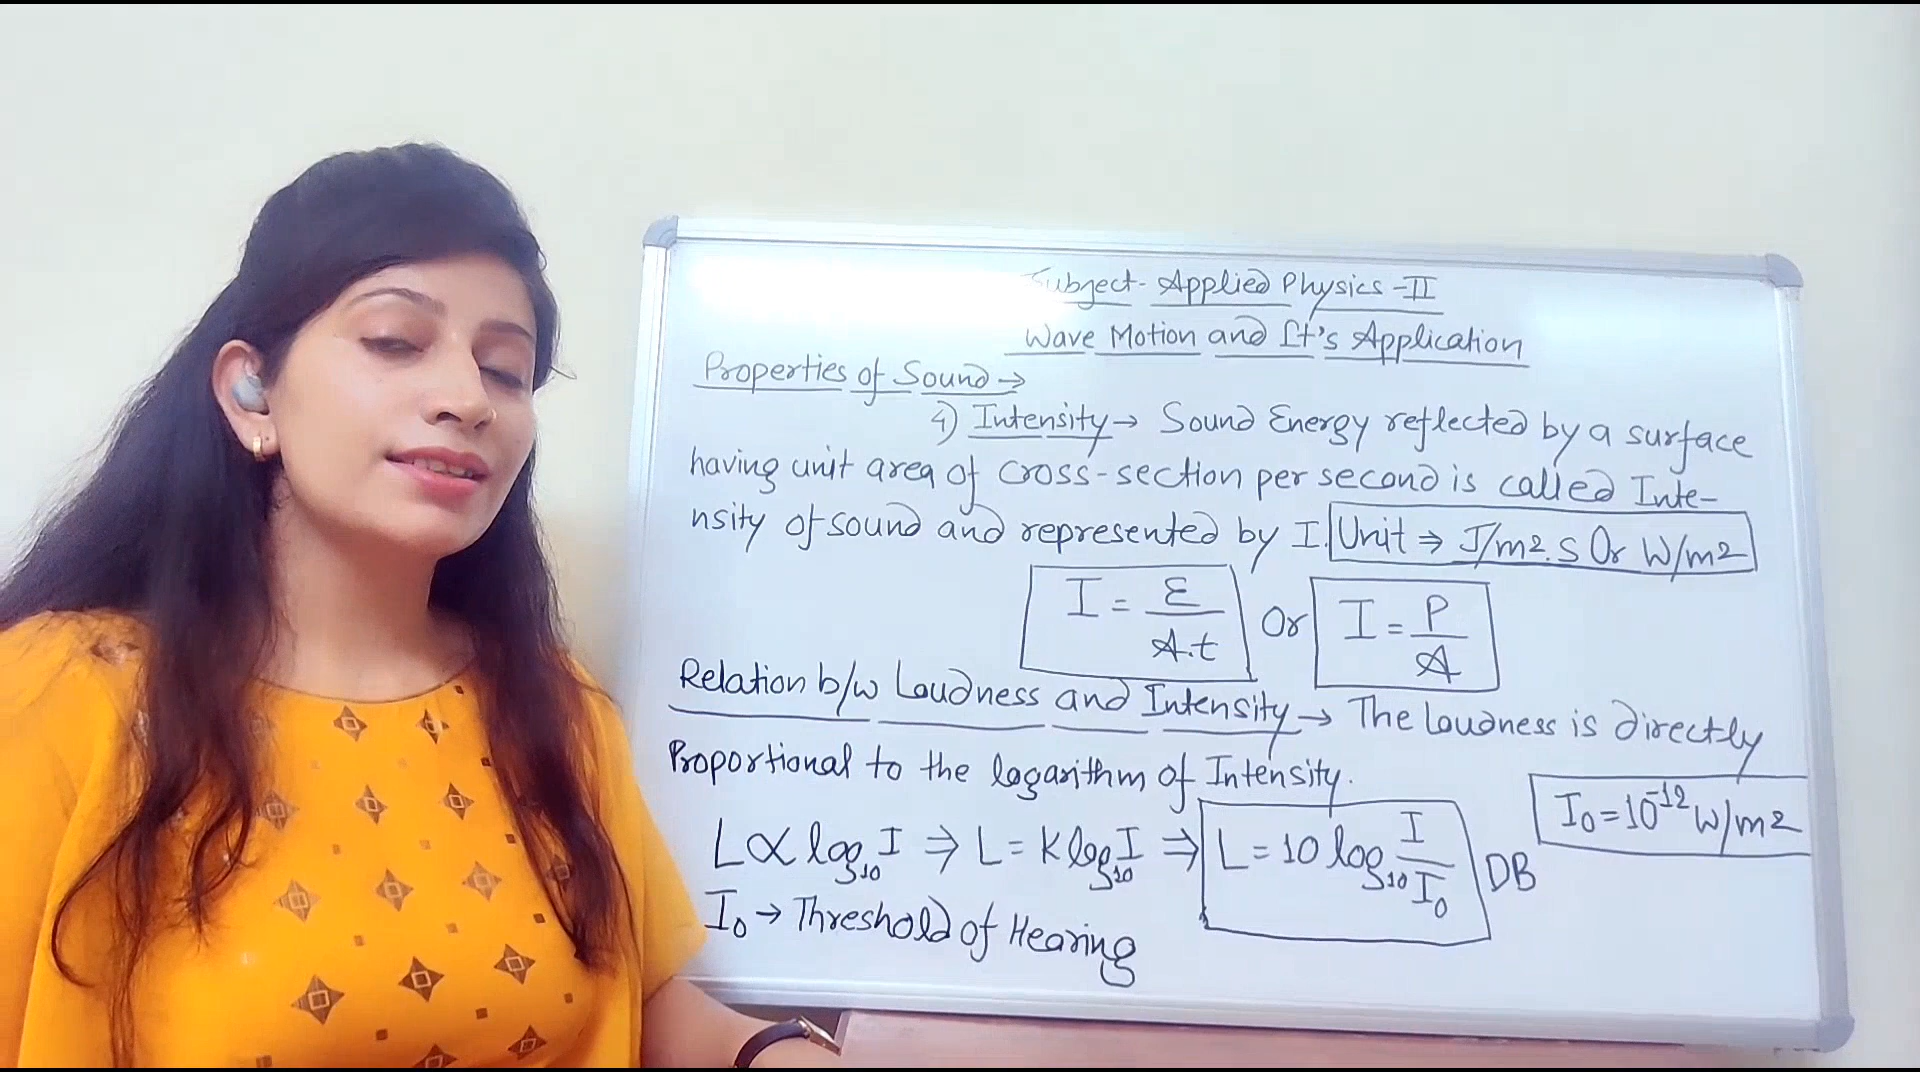 Subject- Applied Physics -II
Wave Motion and It's Application
Properties of Sound →
4) Intensity → Sound Energy reflected by a surface
having unit area of cross-section per second is called Inte-
nsity of sound and represented by I. Unit ⇒ J/m2.S Or W/m2
I = E/A.t Or I = P/A
Relation b/w Loudness and Intensity → The loudness is directly
Proportional to the logarithm of Intensity.
I0 = 10^-12 W/m2
L ∝ log10 I ⇒ L = K log10 I ⇒ L = 10 log10 I/I0 DB
I0 → Threshold of Hearing